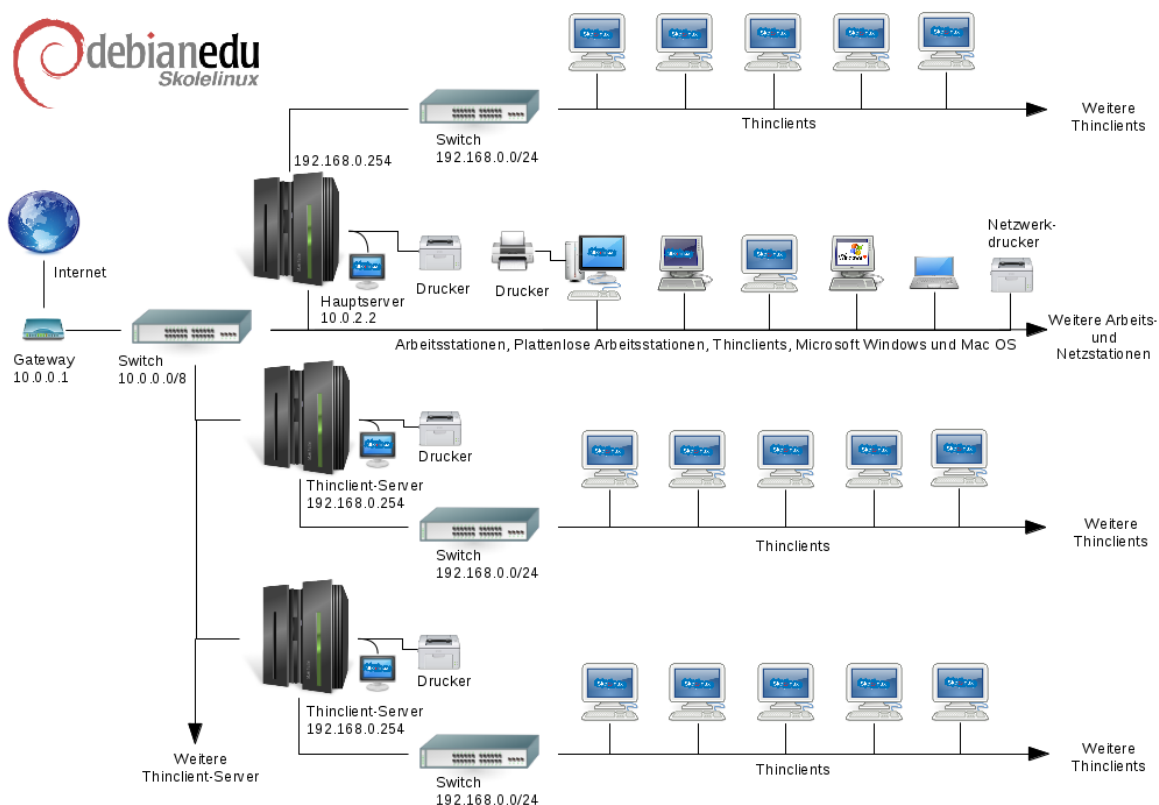 debianedu
Skolelinux
Thinclients
Weitere
Thinclients
Switch
192.168.0.0/24
192.168.0.254
Internet
Hauptserver
10.0.2.2
Drucker
Drucker
Netzwerk-
drucker
Gateway
10.0.0.1
Switch
10.0.0.0/8
Arbeitsstationen, Plattenlose Arbeitsstationen, Thinclients, Microsoft Windows und Mac OS
Weitere Arbeits-
und
Netzstationen
Drucker
Thinclient-Server
192.168.0.254
Switch
192.168.0.0/24
Thinclients
Weitere
Thinclients
Drucker
Thinclient-Server
192.168.0.254
Switch
192.168.0.0/24
Thinclients
Weitere
Thinclients
Weitere
Thinclient-Server